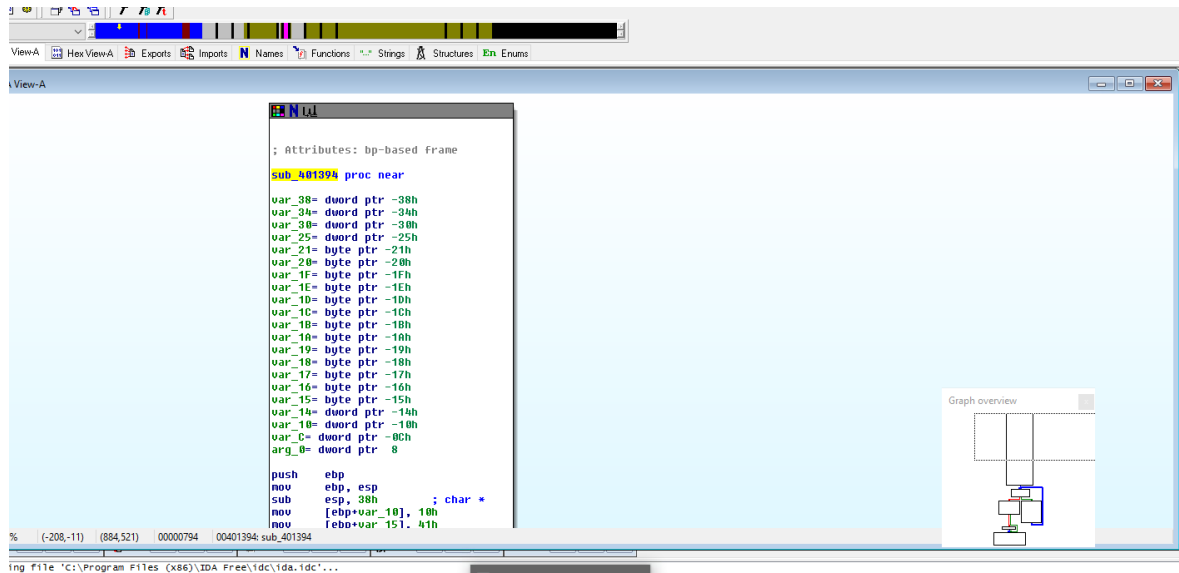 View-A Hex View-A Exports Imports N Names Functions "..." Strings Structures En Enums
View-A
N
; Attributes: bp-based frame
sub_401394 proc near
var_38= dword ptr -38h
var_34= dword ptr -34h
var_30= dword ptr -30h
var_25= dword ptr -25h
var_21= byte ptr -21h
var_20= byte ptr -20h
var_1F= byte ptr -1Fh
var_1E= byte ptr -1Eh
var_1D= byte ptr -1Dh
var_1C= byte ptr -1Ch
var_1B= byte ptr -1Bh
var_1A= byte ptr -1Ah
var_19= byte ptr -19h
var_18= byte ptr -18h
var_17= byte ptr -17h
var_16= byte ptr -16h
var_15= byte ptr -15h
var_14= dword ptr -14h
var_10= dword ptr -10h
var_C= dword ptr -0Ch
arg_0= dword ptr 8
push ebp
mov ebp, esp
sub esp, 38h ; char *
mov [ebp+var_10], 10h
mov [ebp+var_15], 41h
Graph overview
% (-208,-11) (884,521) 00000794 00401394: sub_401394
ing file 'C:\Program Files (x86)\IDA Free\idc\ida.idc'...